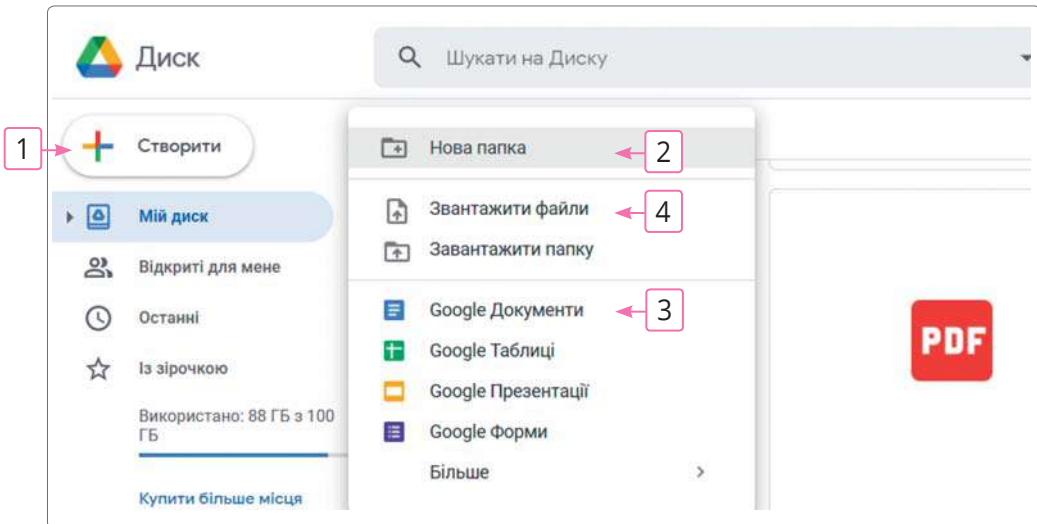 Диск
Шукати на Диску
1
Створити
Нова папка
2
Мій диск
Звантажити файли
4
Відкриті для мене
Завантажити папку
Останні
Google Документи
3
Із зірочкою
Google Таблиці
Google Презентації
Використано: 88 ГБ з 100
ГБ
Google Форми
Більше
Купити більше місця
PDF